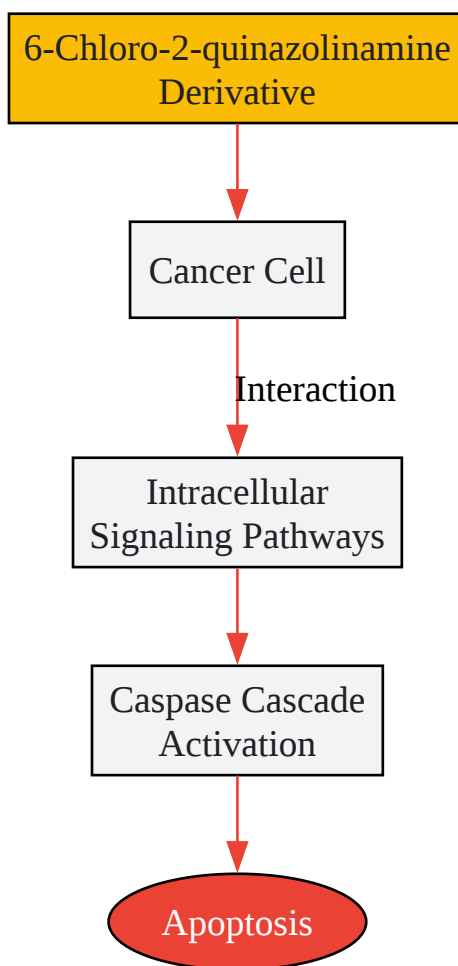 6-Chloro-2-quinazolinamine
Derivative
Cancer Cell
Interaction
Intracellular
Signaling Pathways
Caspase Cascade
Activation
Apoptosis